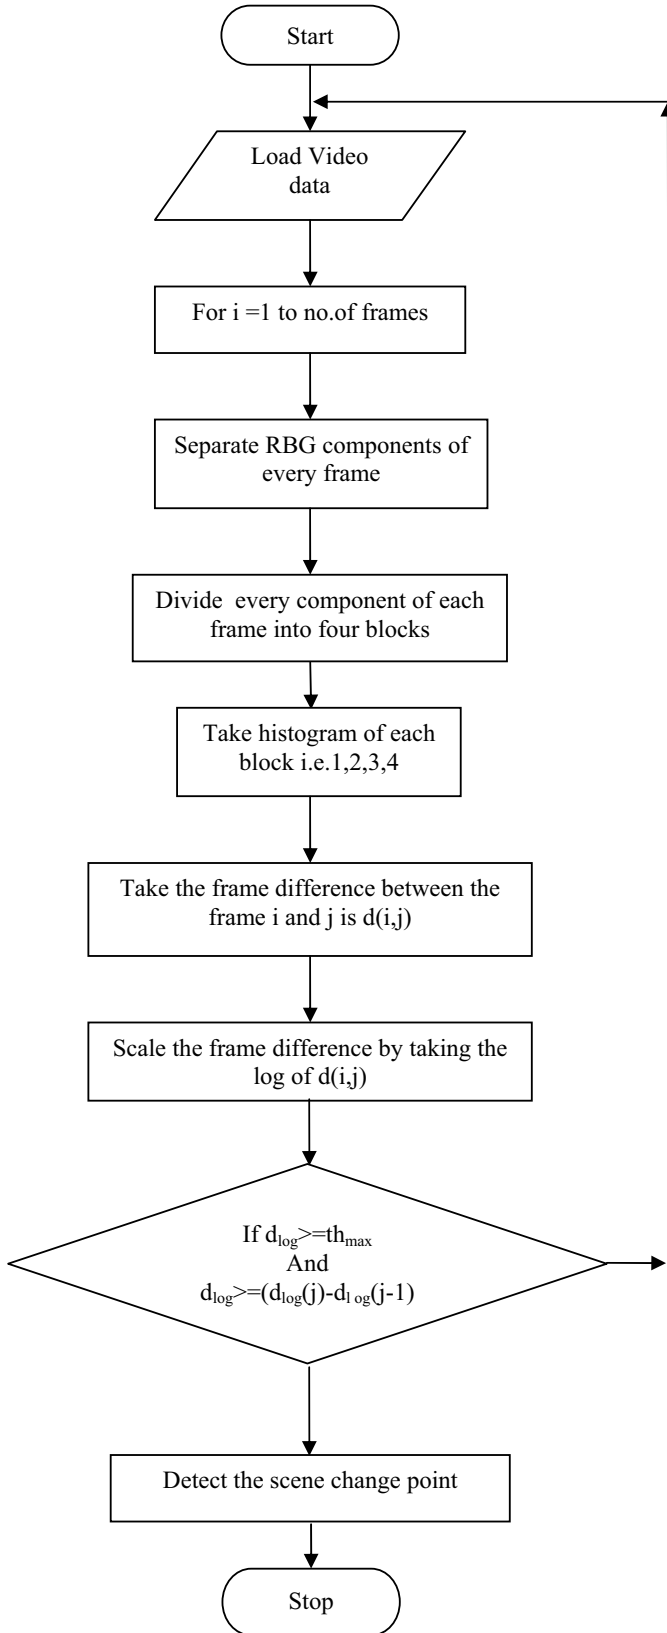 Start
Load Video
data
For i =1 to no.of frames
Separate RBG components of
every frame
Divide  every component of each
frame into four blocks
Take histogram of each
block i.e.1,2,3,4
Take the frame difference between the
frame i and j is d(i,j)
Scale the frame difference by taking the
log of d(i,j)
If dlog>=thmax
And
dlog>=(dlog(j)-dl og(j-1)
Detect the scene change point
Stop